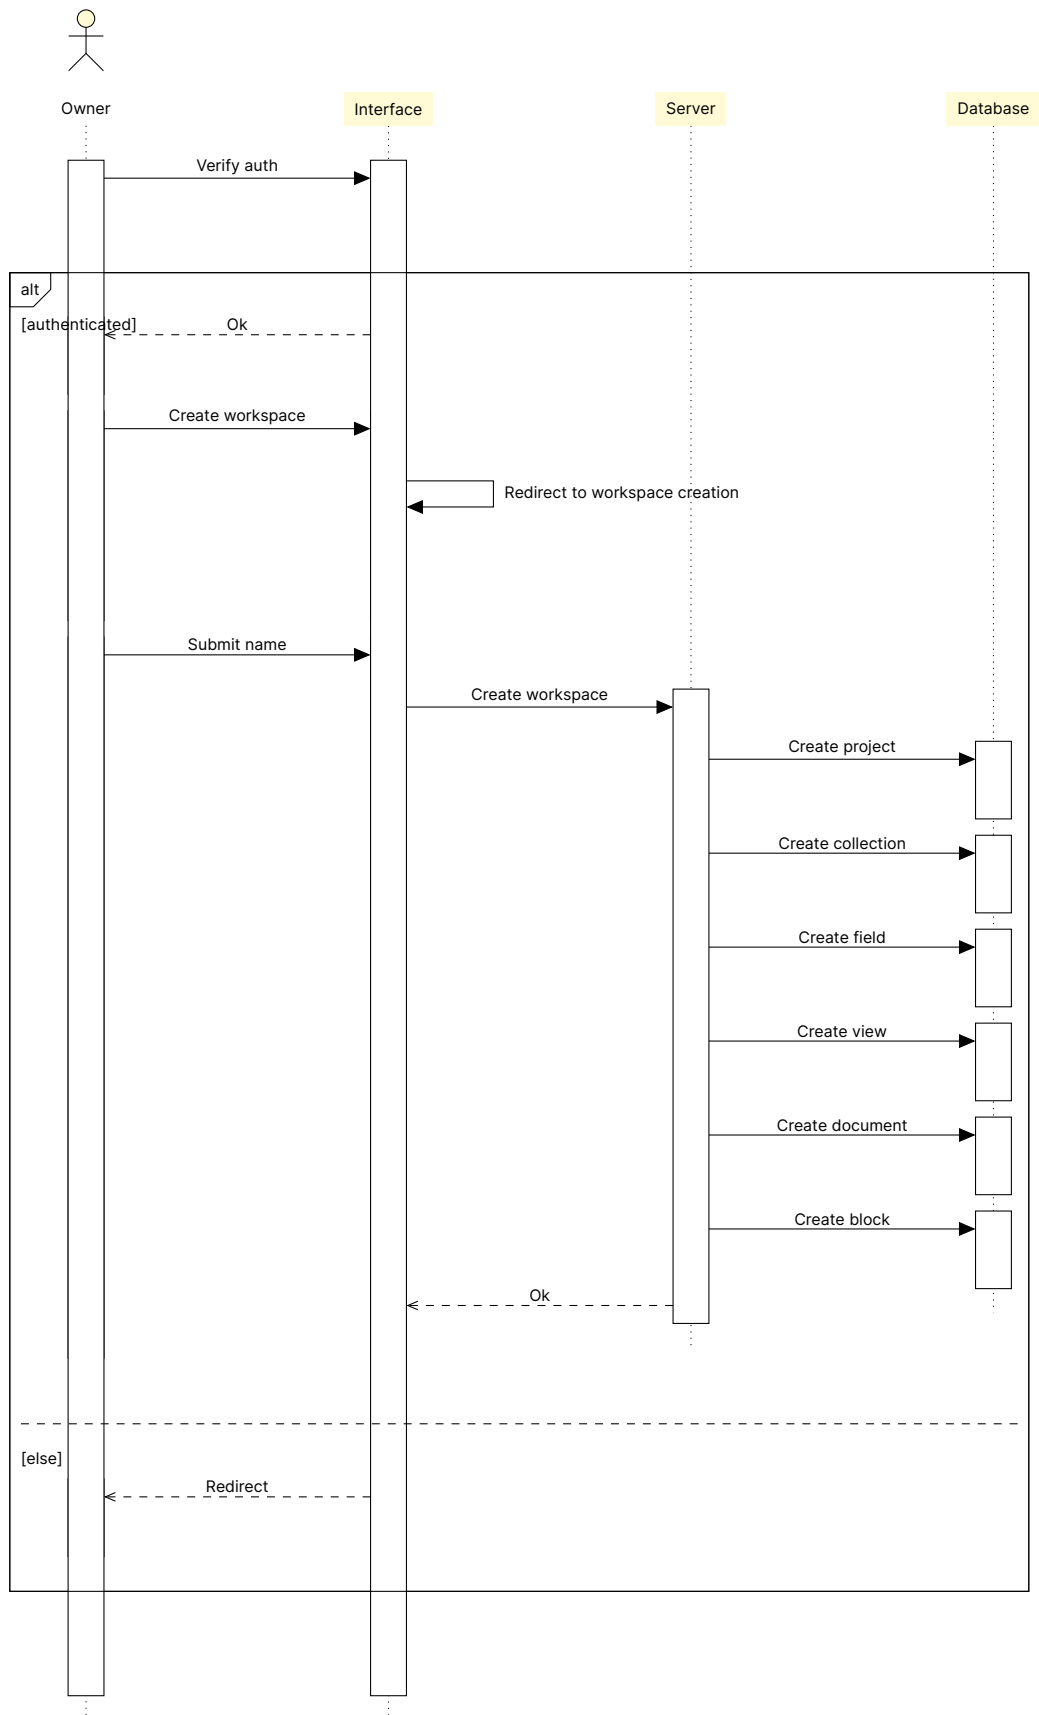 Owner
Interface
Server
Database
Verify auth
alt
[authenticated]
Ok
Create workspace
Redirect to workspace creation
Submit name
Create workspace
Create project
Create collection
Create field
Create view
Create document
Create block
Ok
[else]
Redirect